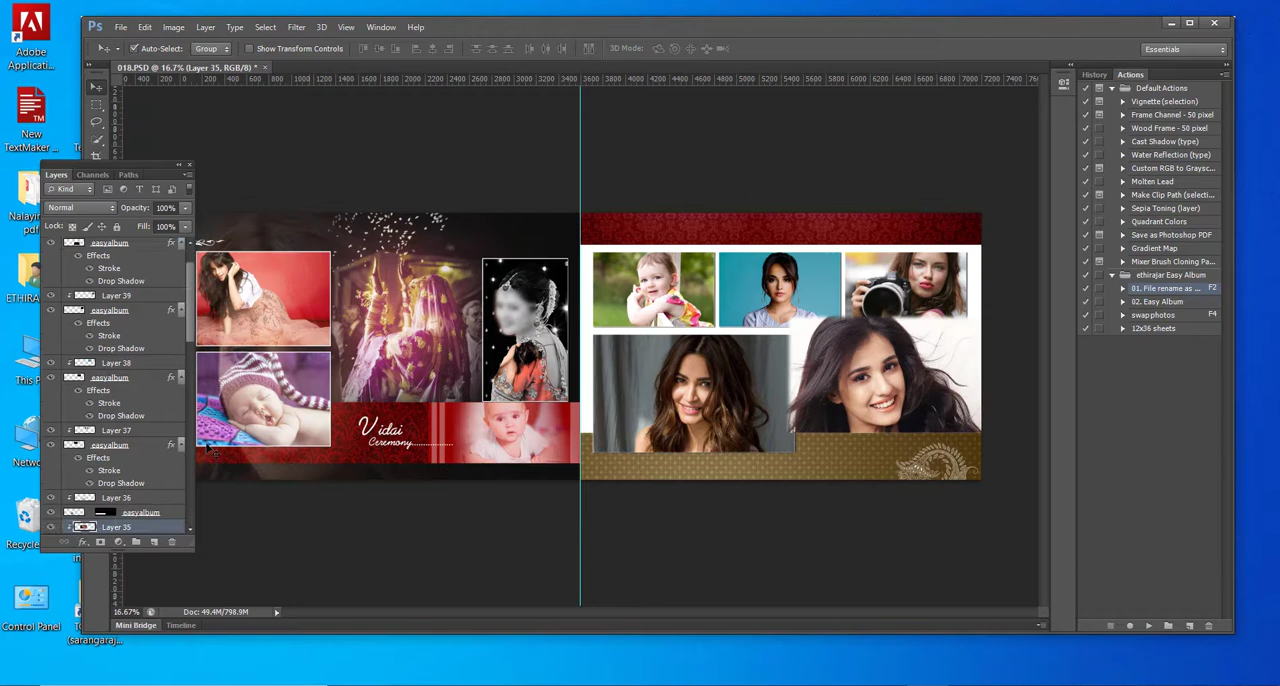 Adobe
Applicati...
New
TextMaker ...
Nalayin
pdf
ETHIRA
This P
Netwo
Recycle
Control Panel
(sarangaraj...
Ps File Edit Image Layer Type Select Filter 3D View Window Help
Auto-Select: Group Show Transform Controls 3D Mode: Essentials
018.PSD @ 16.7% (Layer 35, RGB/8) * ×
Layers Channels Paths
Kind
Normal Opacity: 100%
Lock: Fill: 100%
easyalbum fx
Effects
Stroke
Drop Shadow
Layer 39
easyalbum fx
Effects
Stroke
Drop Shadow
Layer 38
easyalbum fx
Effects
Stroke
Drop Shadow
Layer 37
easyalbum fx
Effects
Stroke
Drop Shadow
Layer 36
easyalbum
Layer 35
fx
Vidai
Ceremony
16.67% Doc: 49.4M/798.9M
Mini Bridge Timeline
History Actions
Default Actions
Vignette (selection)
Frame Channel - 50 pixel
Wood Frame - 50 pixel
Cast Shadow (type)
Water Reflection (type)
Custom RGB to Graysc...
Molten Lead
Make Clip Path (selecti...
Sepia Toning (layer)
Quadrant Colors
Save as Photoshop PDF
Gradient Map
Mixer Brush Cloning Pa...
ethirajar Easy Album
01. File rename as ... F2
02. Easy Album
swapphotos F4
12x36 sheets